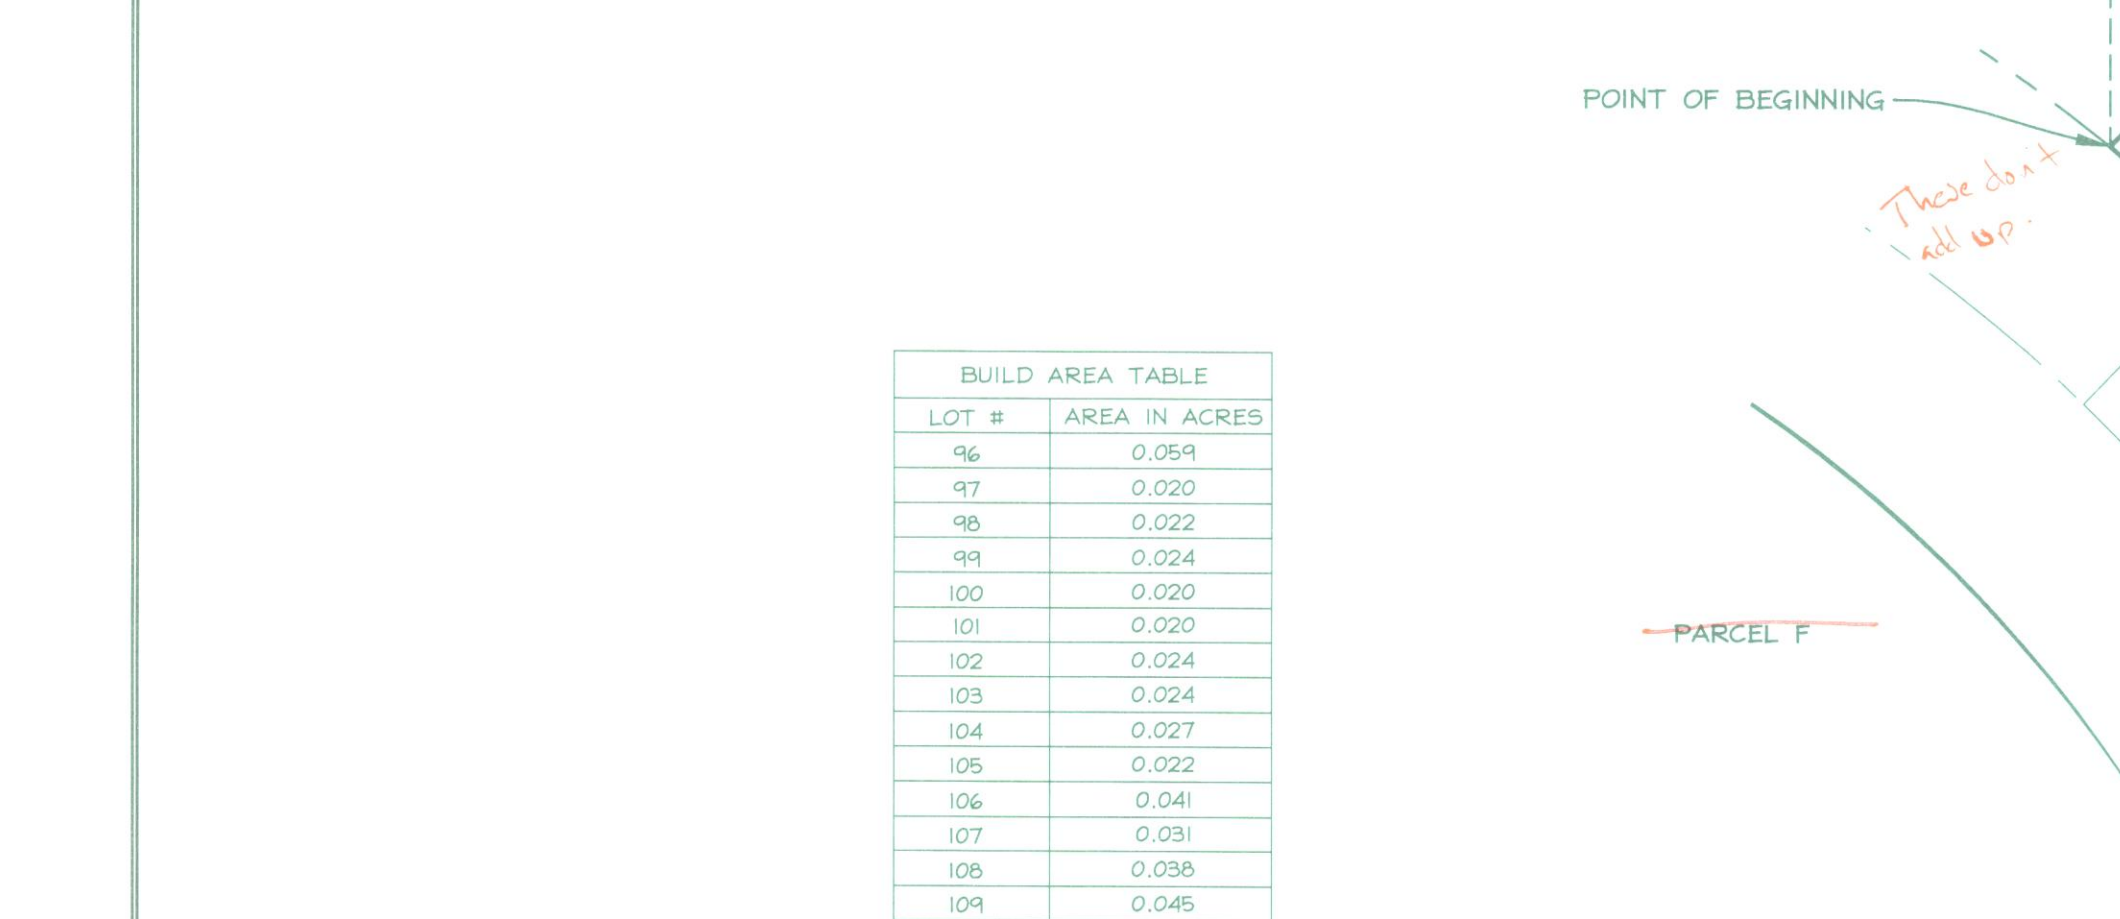 POINT OF BEGINNING
These don't
add up.
BUILD AREA TABLE
LOT # AREA IN ACRES
96 0.059
97 0.020
98 0.022
99 0.024
100 0.020
101 0.020
102 0.024
103 0.024
104 0.027
105 0.022
106 0.041
107 0.031
108 0.038
109 0.045
PARCEL F